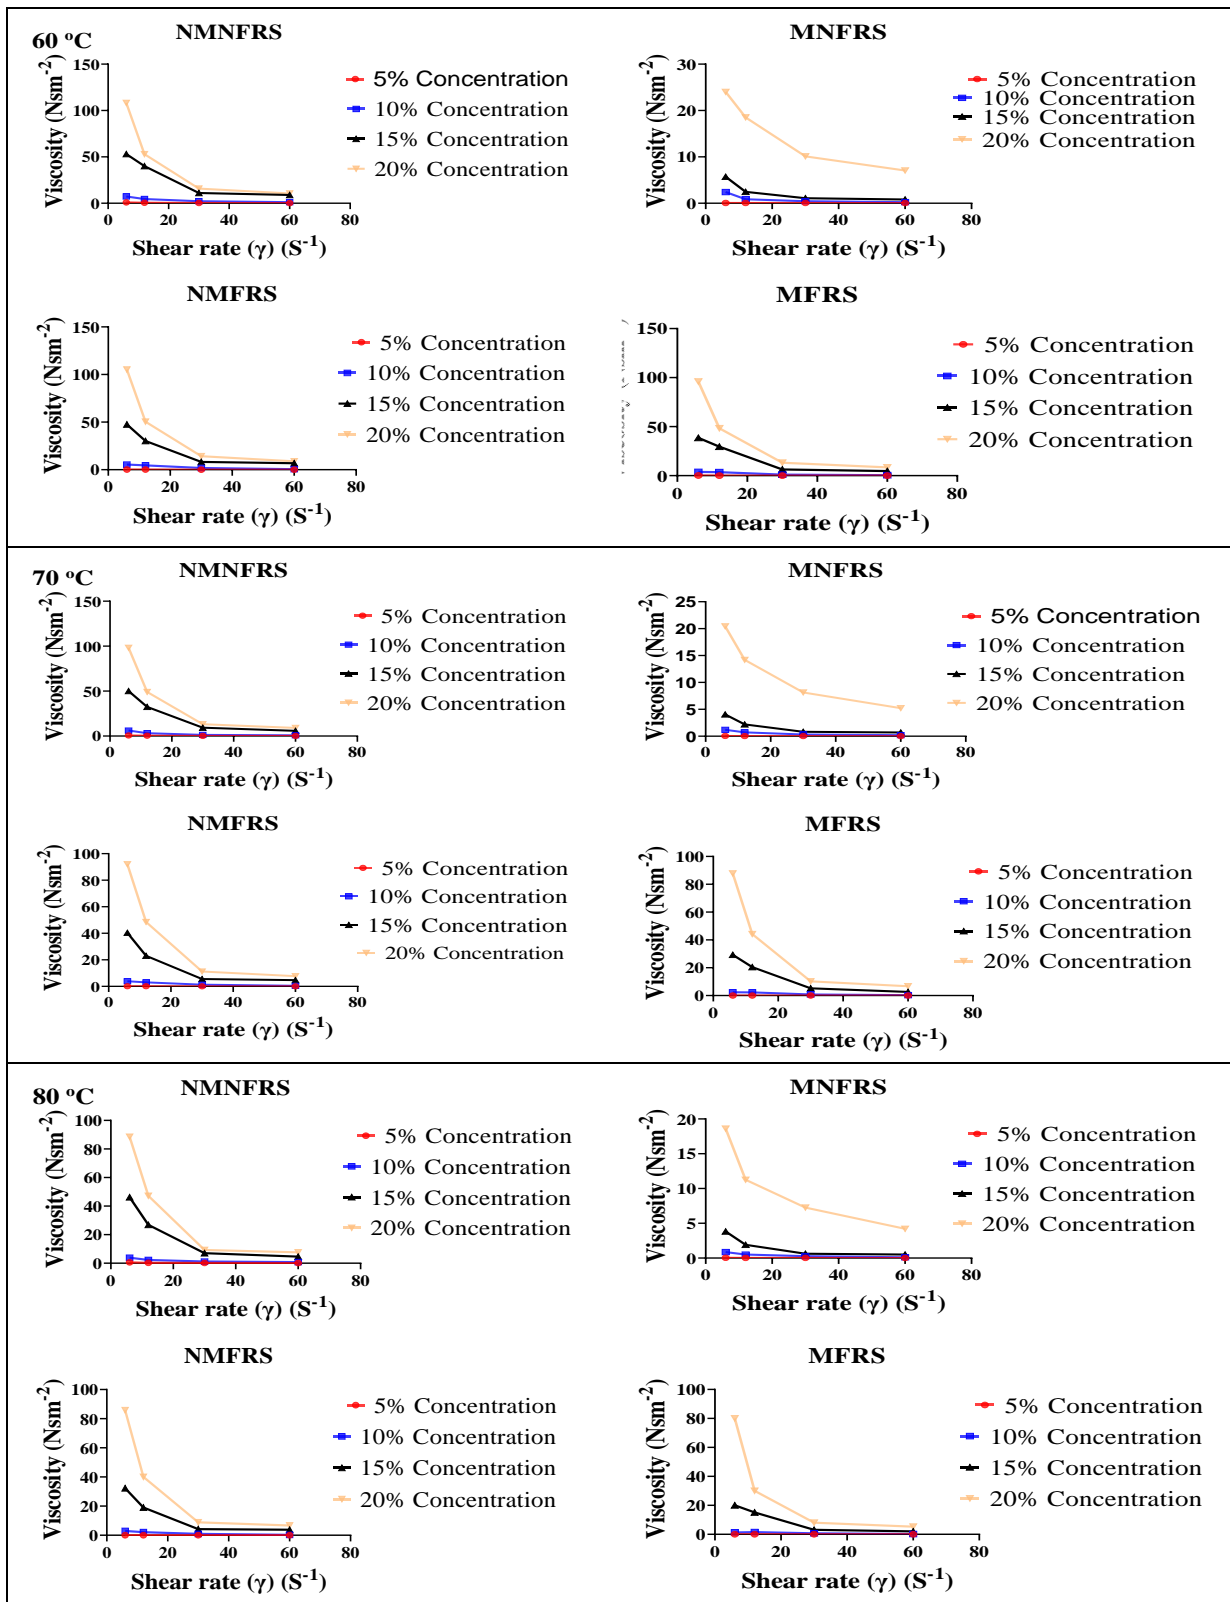 60 ºC
NMNFRS
Viscosity (Nsm-2)
150
100
50
0
0 20 40 60 80
Shear rate (γ) (S-1)
5% Concentration
10% Concentration
15% Concentration
20% Concentration
MNFRS
Viscosity (Nsm-2)
30
20
10
0
0 20 40 60 80
Shear rate (γ) (S-1)
5% Concentration
10% Concentration
15% Concentration
20% Concentration
NMFRS
Viscosity (Nsm-2)
150
100
50
0
0 20 40 60 80
Shear rate (γ) (S-1)
5% Concentration
10% Concentration
15% Concentration
20% Concentration
MFRS
150
100
50
0
0 20 40 60 80
Shear rate (γ) (S-1)
5% Concentration
10% Concentration
15% Concentration
20% Concentration
70 ºC
NMNFRS
Viscosity (Nsm-2)
150
100
50
0
0 20 40 60 80
Shear rate (γ) (S-1)
5% Concentration
10% Concentration
15% Concentration
20% Concentration
MNFRS
Viscosity (Nsm-2)
25
20
15
10
5
0
0 20 40 60 80
Shear rate (γ) (S-1)
5% Concentration
10% Concentration
15% Concentration
20% Concentration
NMFRS
Viscosity (Nsm-2)
100
80
60
40
20
0
0 20 40 60 80
Shear rate (γ) (S-1)
5% Concentration
10% Concentration
15% Concentration
20% Concentration
MFRS
Viscosity (Nsm-2)
100
80
60
40
20
0
0 20 40 60 80
Shear rate (γ) (S-1)
5% Concentration
10% Concentration
15% Concentration
20% Concentration
80 ºC
NMNFRS
Viscosity (Nsm-2)
100
80
60
40
20
0
0 20 40 60 80
Shear rate (γ) (S-1)
5% Concentration
10% Concentration
15% Concentration
20% Concentration
MNFRS
Viscosity (Nsm-2)
20
15
10
5
0
0 20 40 60 80
Shear rate (γ) (S-1)
5% Concentration
10% Concentration
15% Concentration
20% Concentration
NMFRS
Viscosity (Nsm-2)
100
80
60
40
20
0
0 20 40 60 80
Shear rate (γ) (S-1)
5% Concentration
10% Concentration
15% Concentration
20% Concentration
MFRS
Viscosity (Nsm-2)
100
80
60
40
20
0
0 20 40 60 80
Shear rate (γ) (S-1)
5% Concentration
10% Concentration
15% Concentration
20% Concentration